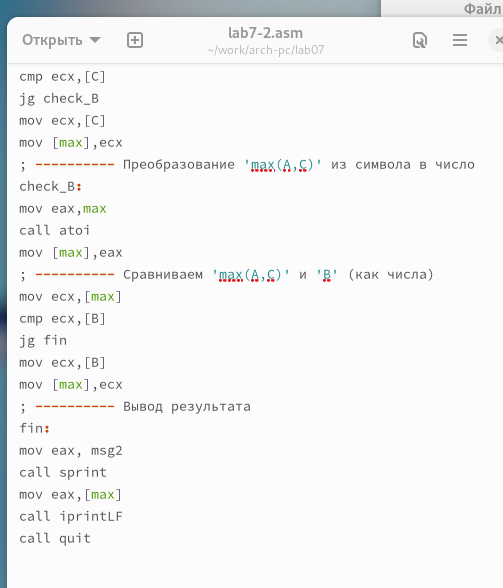 Файл
Открыть
lab7-2.asm
~/work/arch-pc/lab07
cmp ecx,[C]
jg check_B
mov ecx,[C]
mov [max],ecx
; ---------- Преобразование 'max(A,C)' из символа в число
check_B:
mov eax,max
call atoi
mov [max],eax
; ---------- Сравниваем 'max(A,C)' и 'B' (как числа)
mov ecx,[max]
cmp ecx,[B]
jg fin
mov ecx,[B]
mov [max],ecx
; ---------- Вывод результата
fin:
mov eax, msg2
call sprint
mov eax,[max]
call iprintLF
call quit